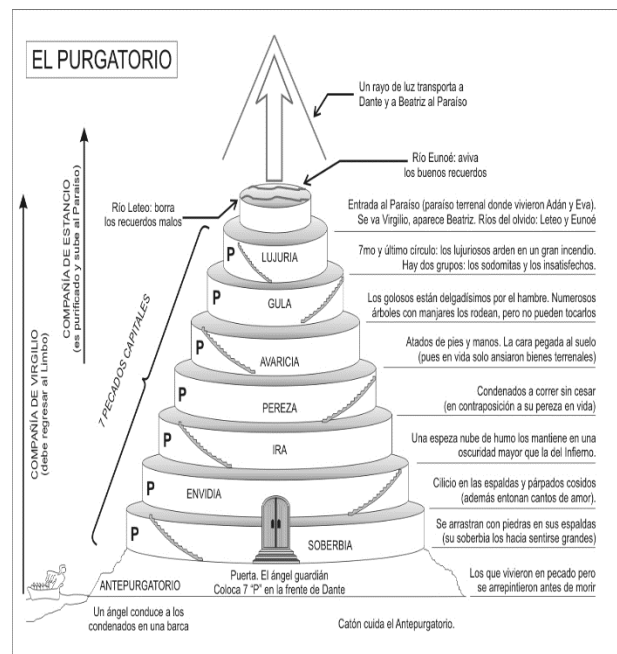 EL PURGATORIO
Un rayo de luz transporta a
Dante y a Beatriz al Paraíso
Río Eunoé: aviva
los buenos recuerdos
Río Leteo: borra
los recuerdos malos
Entrada al Paraíso (paraíso terrenal donde vivieron Adán y Eva).
Se va Virgilio, aparece Beatriz. Ríos del olvido: Leteo y Eunoé
COMPAÑÍA DE VIRGILIO
(debe regresar al Limbo)
COMPAÑÍA DE ESTANCIO
(es purificado y sube al Paraíso)
7 PECADOS CAPITALES
P
LUJURIA
7mo y último círculo: los lujuriosos arden en un gran incendio.
Hay dos grupos: los sodomitas y los insatisfechos.
P
GULA
Los golosos están delgadísimos por el hambre. Numerosos
árboles con manjares los rodean, pero no pueden tocarlos
P
AVARICIA
Atados de pies y manos. La cara pegada al suelo
(pues en vida solo ansiaron bienes terrenales)
P
PEREZA
Condenados a correr sin cesar
(en contraposición a su pereza en vida)
P
IRA
Una espeza nube de humo los mantiene en una
oscuridad mayor que la del Infierno.
P
ENVIDIA
Cilicio en las espaldas y párpados cosidos
(además entonan cantos de amor).
P
SOBERBIA
Se arrastran con piedras en sus espaldas
(su soberbia los hacia sentirse grandes)
ANTEPURGATORIO
Puerta. El ángel guardián
Coloca 7 "P" en la frente de Dante
Los que vivieron en pecado pero
se arrepintieron antes de morir
Un ángel conduce a los
condenados en una barca
Catón cuida el Antepurgatorio.